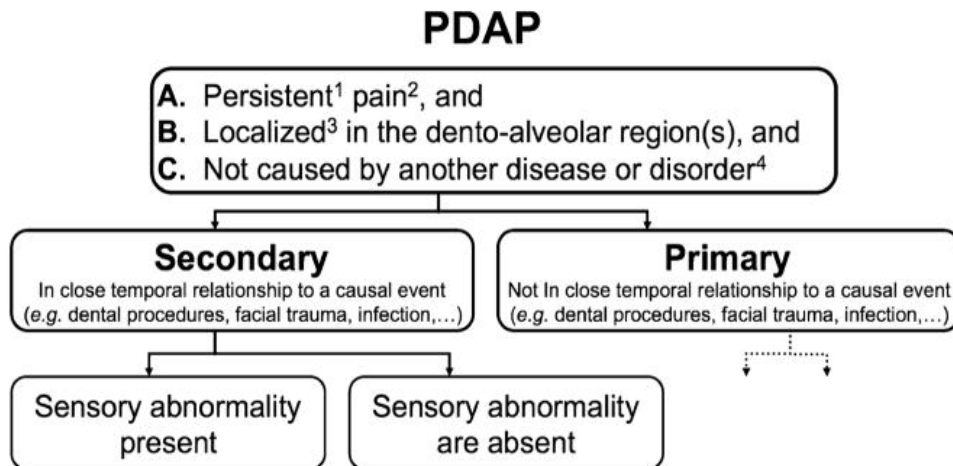 PDAP
A. Persistent¹ pain², and
B. Localized³ in the dento-alveolar region(s), and
C. Not caused by another disease or disorder⁴
Secondary
In close temporal relationship to a causal event
(e.g. dental procedures, facial trauma, infection,…)
Primary
Not In close temporal relationship to a causal event
(e.g. dental procedures, facial trauma, infection,…)
Sensory abnormality
present
Sensory abnormality
are absent